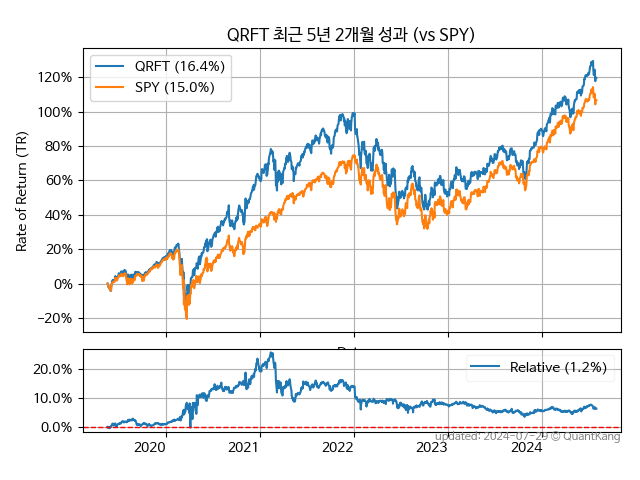 QRFT 최근 5년 2개월 성과 (vs SPY)
QRFT (16.4%)
SPY (15.0%)
Rate of Return (TR)
120%
100%
80%
60%
40%
20%
0%
−20%
Relative (1.2%)
20.0%
10.0%
0.0%
2020 2021 2022 2023 2024
updated: 2024-07-29 © QuantKang